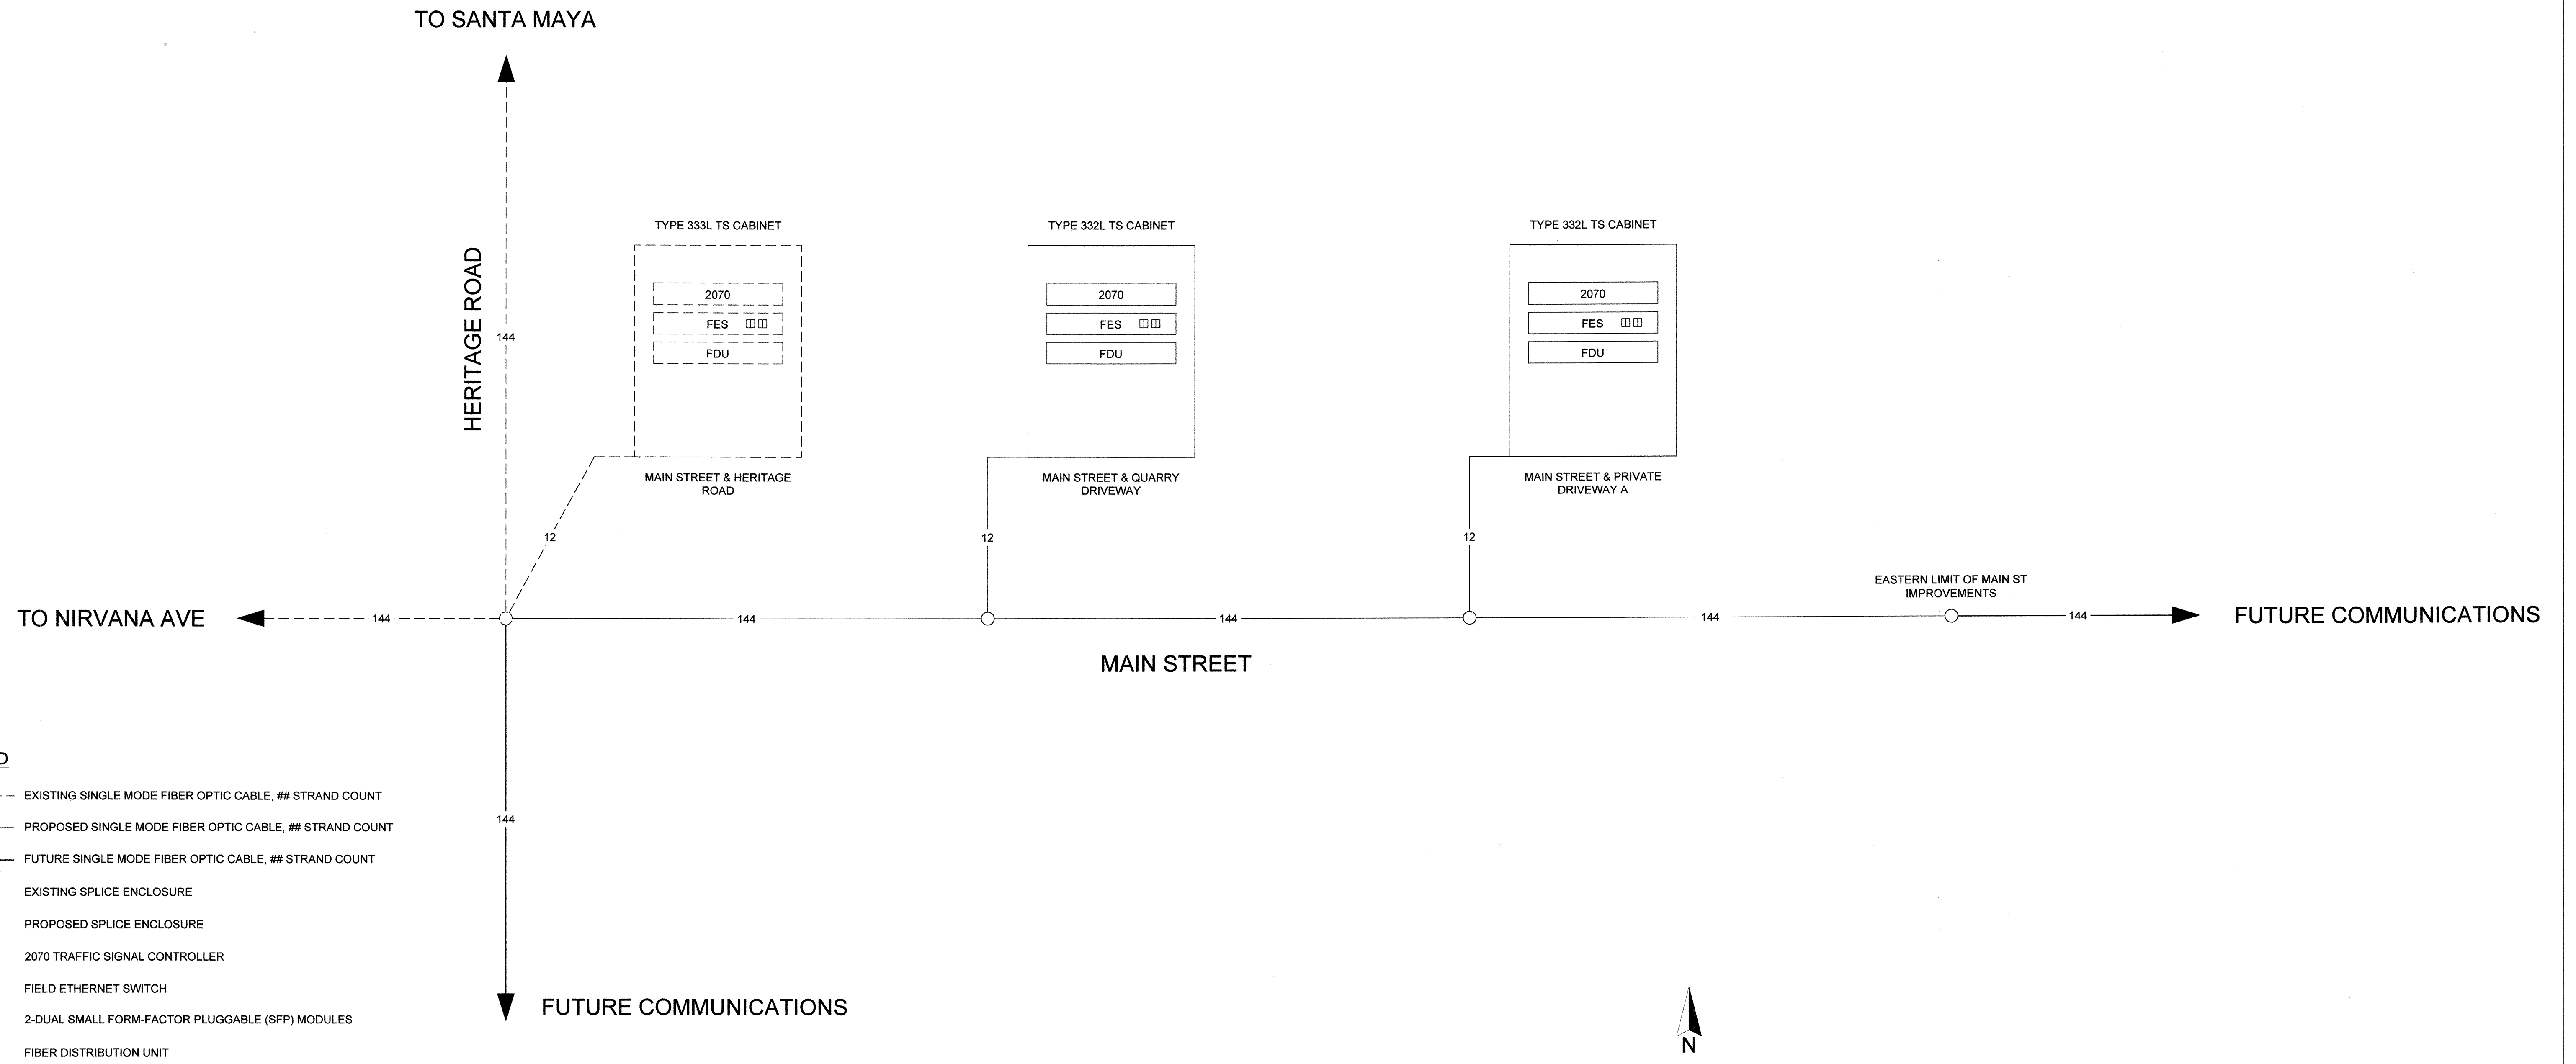 TO SANTA MAYA
HERITAGE ROAD
144
TYPE 333L TS CABINET
2070
FES
FDU
MAIN STREET & HERITAGE
ROAD
12
TYPE 332L TS CABINET
2070
FES
FDU
MAIN STREET & QUARRY
DRIVEWAY
12
TYPE 332L TS CABINET
2070
FES
FDU
MAIN STREET & PRIVATE
DRIVEWAY A
12
EASTERN LIMIT OF MAIN ST
IMPROVEMENTS
TO NIRVANA AVE
144
144
144
144
144
FUTURE COMMUNICATIONS
MAIN STREET
144
FUTURE COMMUNICATIONS
D
EXISTING SINGLE MODE FIBER OPTIC CABLE, ## STRAND COUNT
PROPOSED SINGLE MODE FIBER OPTIC CABLE, ## STRAND COUNT
FUTURE SINGLE MODE FIBER OPTIC CABLE, ## STRAND COUNT
EXISTING SPLICE ENCLOSURE
PROPOSED SPLICE ENCLOSURE
2070 TRAFFIC SIGNAL CONTROLLER
FIELD ETHERNET SWITCH
2-DUAL SMALL FORM-FACTOR PLUGGABLE (SFP) MODULES
FIBER DISTRIBUTION UNIT
N